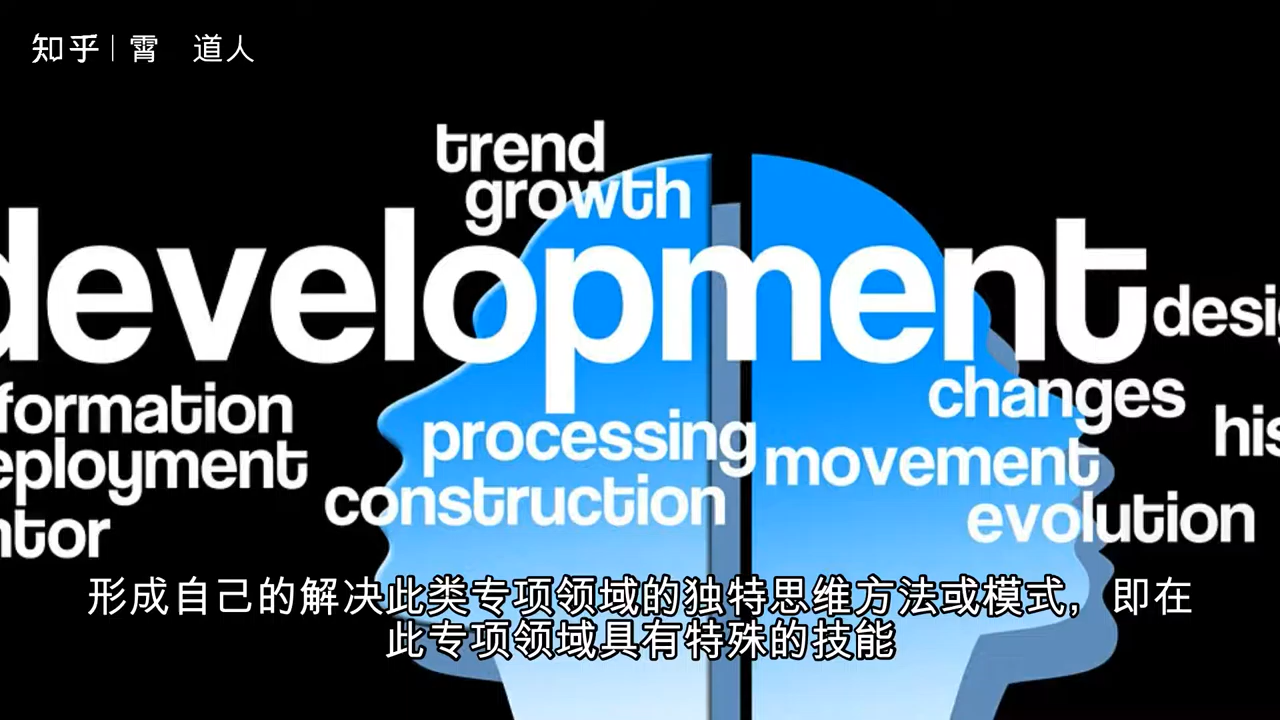 知乎 | 霄 道人
trend
growth
development
desig
formation
changes
his
eployment
processing
movement
ntor
construction
evolution
形成自己的解决此类专项领域的独特思维方法或模式，即在
此专项领域具有特殊的技能